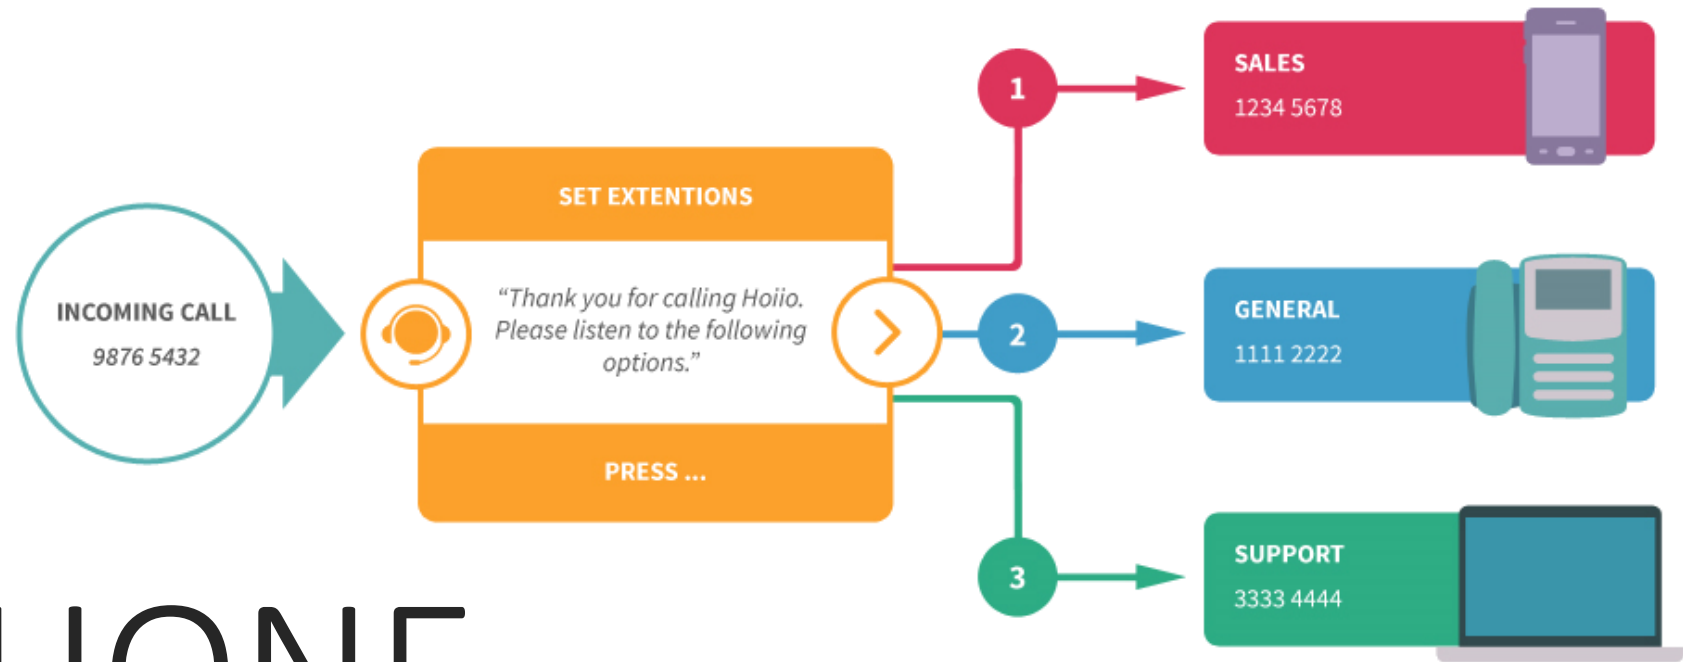 INCOMING CALL
9876 5432
SET EXTENTIONS
“Thank you for calling Hoiio.
Please listen to the following
options.”
PRESS ...
1
SALES
1234 5678
2
GENERAL
1111 2222
3
SUPPORT
3333 4444